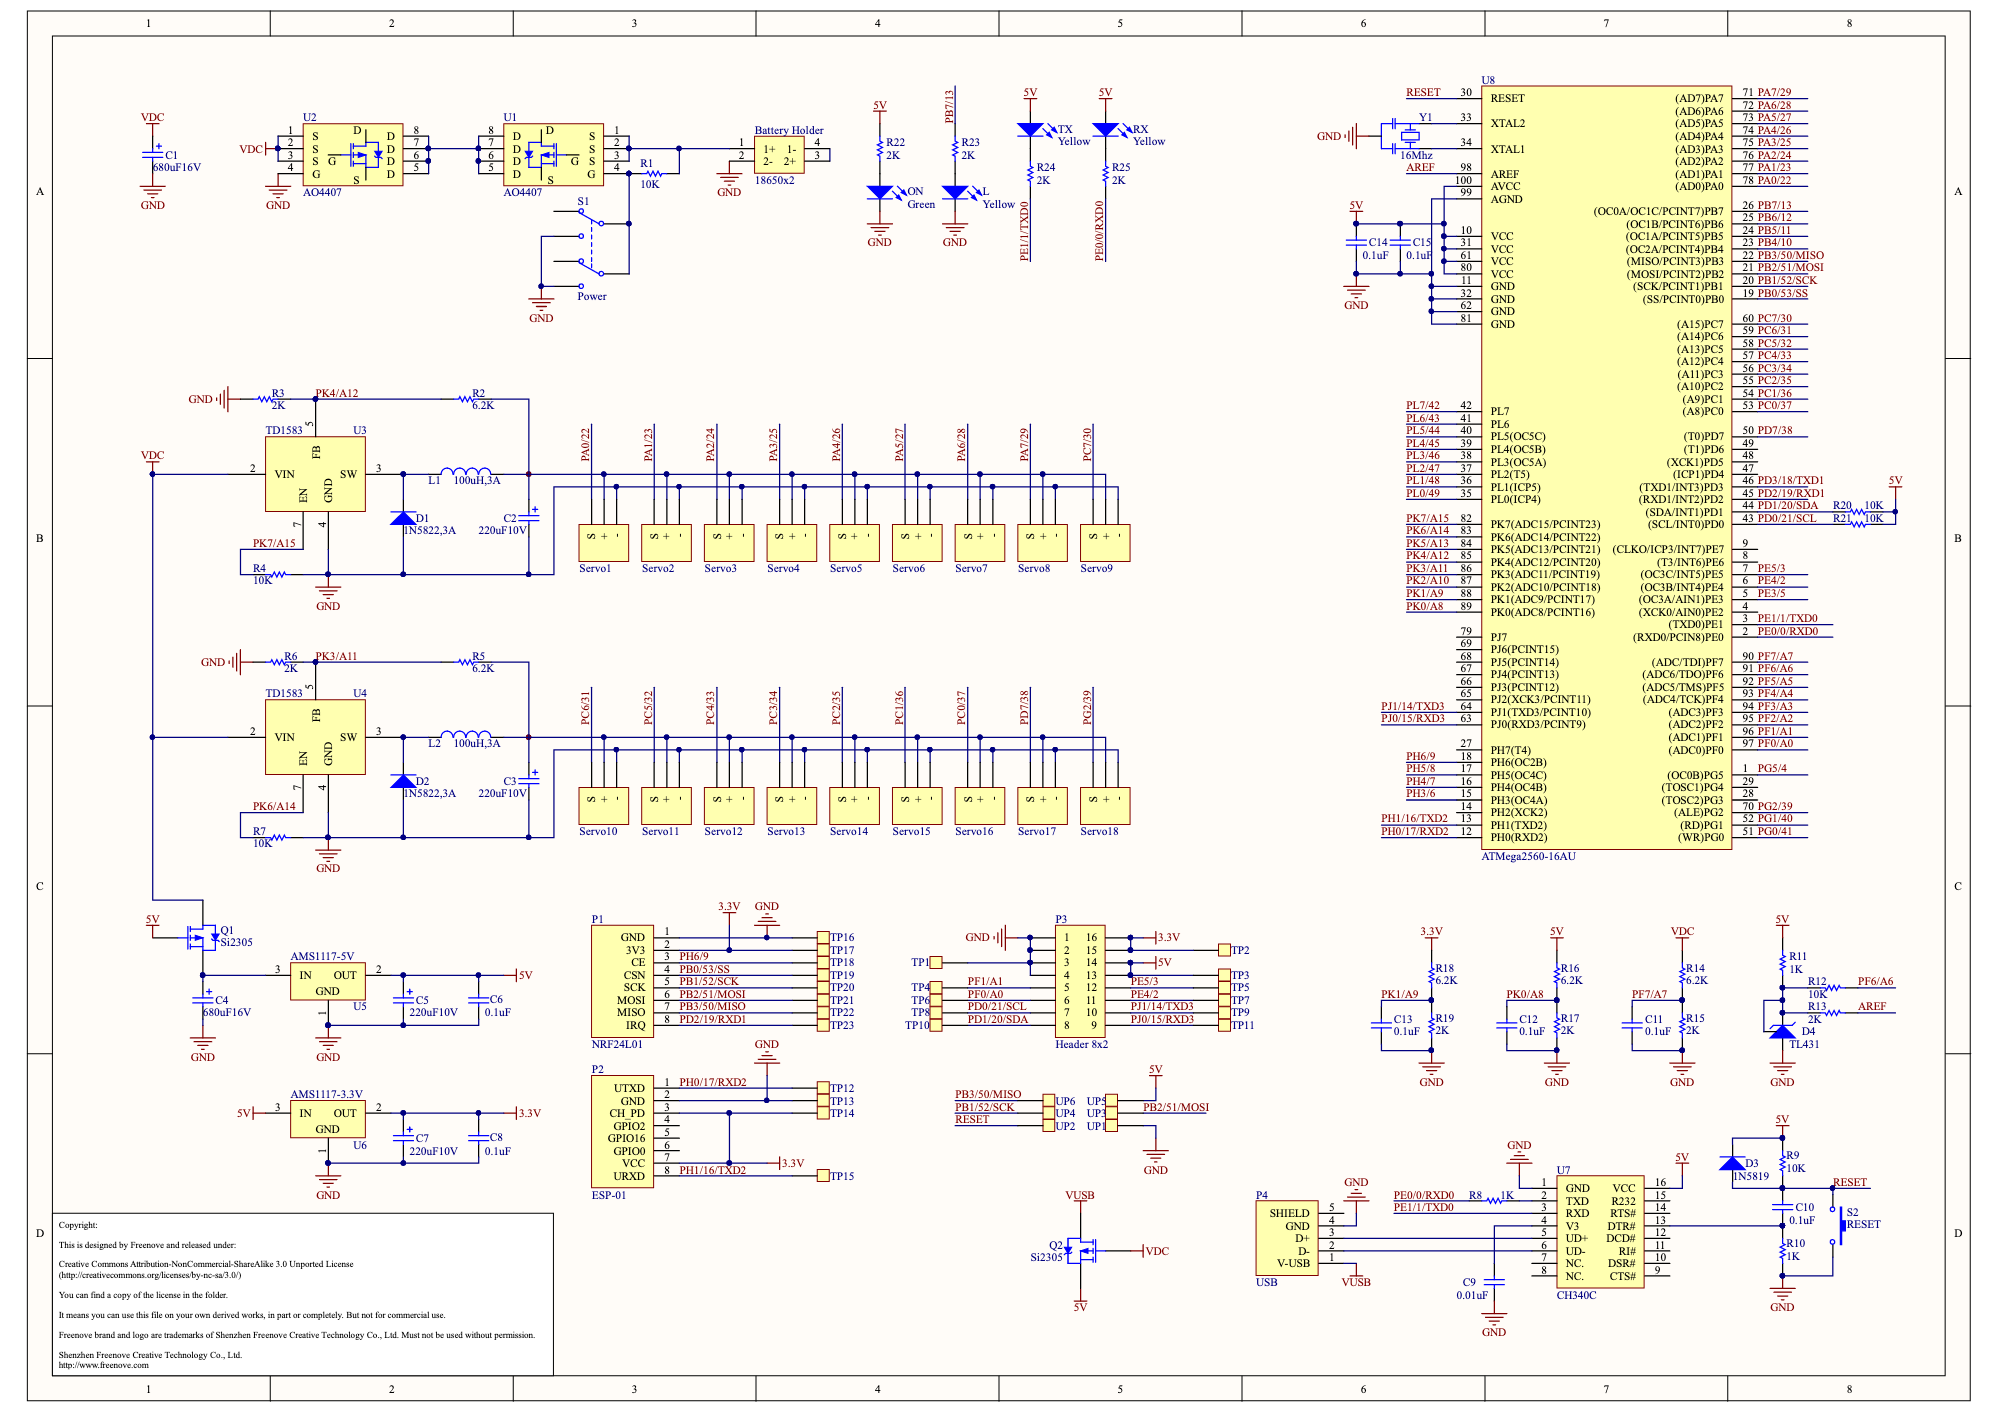 1 2 3 4 5 6 7 8
A
B
C
D
A
B
C
D
VDC
C1
680uF16V
GND
U2
VDC
1 S D 8
2 S D 7
3 S D 6
4 G D 5
D
G
S
AO4407
GND
U1
8 D S 1
7 D S 2
6 D S 3
5 D G 4
D
G
S
AO4407
R1
10K
S1
Power
GND
Battery Holder
1 1+ 1- 4
2 2- 2+ 3
18650x2
GND
5V
R22
2K
ON
Green
GND
PB7/13
R23
2K
L
Yellow
GND
5V
TX
Yellow
R24
2K
PE1/1/TXD0
5V
RX
Yellow
R25
2K
PE0/0/RXD0
U8
RESET 30 RESET
33 XTAL2
34 XTAL1
GND
Y1
16Mhz
AREF 98 AREF
100 AVCC
99 AGND
5V
C14
0.1uF
C15
0.1uF
GND
10 VCC
31 VCC
61 VCC
80 VCC
11 GND
32 GND
62 GND
81 GND
PL7/42 42 PL7
PL6/43 41 PL6
PL5/44 40 PL5(OC5C)
PL4/45 39 PL4(OC5B)
PL3/46 38 PL3(OC5A)
PL2/47 37 PL2(T5)
PL1/48 36 PL1(ICP5)
PL0/49 35 PL0(ICP4)
PK7/A15 82 PK7(ADC15/PCINT23)
PK6/A14 83 PK6(ADC14/PCINT22)
PK5/A13 84 PK5(ADC13/PCINT21)
PK4/A12 85 PK4(ADC12/PCINT20)
PK3/A11 86 PK3(ADC11/PCINT19)
PK2/A10 87 PK2(ADC10/PCINT18)
PK1/A9 88 PK1(ADC9/PCINT17)
PK0/A8 89 PK0(ADC8/PCINT16)
79 PJ7
69 PJ6(PCINT15)
68 PJ5(PCINT14)
67 PJ4(PCINT13)
66 PJ3(PCINT12)
65 PJ2(XCK3/PCINT11)
PJ1/14/TXD3 64 PJ1(TXD3/PCINT10)
PJ0/15/RXD3 63 PJ0(RXD3/PCINT9)
27 PH7(T4)
PH6/9 18 PH6(OC2B)
PH5/8 17 PH5(OC4C)
PH4/7 16 PH4(OC4B)
PH3/6 15 PH3(OC4A)
14 PH2(XCK2)
PH1/16/TXD2 13 PH1(TXD2)
PH0/17/RXD2 12 PH0(RXD2)
ATMega2560-16AU
(AD7)PA7 71 PA7/29
(AD6)PA6 72 PA6/28
(AD5)PA5 73 PA5/27
(AD4)PA4 74 PA4/26
(AD3)PA3 75 PA3/25
(AD2)PA2 76 PA2/24
(AD1)PA1 77 PA1/23
(AD0)PA0 78 PA0/22
(OC0A/OC1C/PCINT7)PB7 26 PB7/13
(OC1B/PCINT6)PB6 25 PB6/12
(OC1A/PCINT5)PB5 24 PB5/11
(OC2A/PCINT4)PB4 23 PB4/10
(MISO/PCINT3)PB3 22 PB3/50/MISO
(MOSI/PCINT2)PB2 21 PB2/51/MOSI
(SCK/PCINT1)PB1 20 PB1/52/SCK
(SS/PCINT0)PB0 19 PB0/53/SS
(A15)PC7 60 PC7/30
(A14)PC6 59 PC6/31
(A13)PC5 58 PC5/32
(A12)PC4 57 PC4/33
(A11)PC3 56 PC3/34
(A10)PC2 55 PC2/35
(A9)PC1 54 PC1/36
(A8)PC0 53 PC0/37
(T0)PD7 50 PD7/38
(T1)PD6 49
(XCK1)PD5 48
(ICP1)PD4 47
(TXD1/INT3)PD3 46 PD3/18/TXD1
(RXD1/INT2)PD2 45 PD2/19/RXD1
(SDA/INT1)PD1 44 PD1/20/SDA R20 10K
(SCL/INT0)PD0 43 PD0/21/SCL R21 10K
5V
(CLKO/ICP3/INT7)PE7 9
(T3/INT6)PE6 8
(OC3C/INT5)PE5 7 PE5/3
(OC3B/INT4)PE4 6 PE4/2
(OC3A/AIN1)PE3 5 PE3/5
(XCK0/AIN0)PE2 4
(TXD0)PE1 3 PE1/1/TXD0
(RXD0/PCIN8)PE0 2 PE0/0/RXD0
(ADC/TDI)PF7 90 PF7/A7
(ADC6/TDO)PF6 91 PF6/A6
(ADC5/TMS)PF5 92 PF5/A5
(ADC4/TCK)PF4 93 PF4/A4
(ADC3)PF3 94 PF3/A3
(ADC2)PF2 95 PF2/A2
(ADC1)PF1 96 PF1/A1
(ADC0)PF0 97 PF0/A0
(OC0B)PG5 1 PG5/4
(TOSC1)PG4 29
(TOSC2)PG3 28
(ALE)PG2 70 PG2/39
(RD)PG1 52 PG1/40
(WR)PG0 51 PG0/41
GND
R3
2K
PK4/A12
R2
6.2K
TD1583 U3
5
FB
VDC
2 VIN SW 3
EN GND
7 4
L1 100uH,3A
D1
1N5822,3A
C2
220uF10V
PK7/A15
R4
10K
GND
PA0/22 PA1/23 PA2/24 PA3/25 PA4/26 PA5/27 PA6/28 PA7/29 PC7/30
S + - S + - S + - S + - S + - S + - S + - S + - S + -
Servo1 Servo2 Servo3 Servo4 Servo5 Servo6 Servo7 Servo8 Servo9
GND
R6
2K
PK3/A11
R5
6.2K
TD1583 U4
5
FB
2 VIN SW 3
EN GND
7 4
L2 100uH,3A
D2
1N5822,3A
C3
220uF10V
PK6/A14
R7
10K
GND
PC6/31 PC5/32 PC4/33 PC3/34 PC2/35 PC1/36 PC0/37 PD7/38 PG2/39
S + - S + - S + - S + - S + - S + - S + - S + - S + -
Servo10 Servo11 Servo12 Servo13 Servo14 Servo15 Servo16 Servo17 Servo18
5V
Q1
Si2305
AMS1117-5V
3 IN OUT 2
GND
1
U5
5V
C4
680uF16V
GND
C5
220uF10V
C6
0.1uF
GND
AMS1117-3.3V
5V 3 IN OUT 2 3.3V
GND
1
U6
C7
220uF10V
C8
0.1uF
GND
P1
3.3V
GND
GND 1 TP16
3V3 2 TP17
CE 3 PH6/9 TP18
CSN 4 PB0/53/SS TP19
SCK 5 PB1/52/SCK TP20
MOSI 6 PB2/51/MOSI TP21
MISO 7 PB3/50/MISO TP22
IRQ 8 PD2/19/RXD1 TP23
NRF24L01
P2
GND
UTXD 1 PH0/17/RXD2 TP12
GND 2 TP13
CH_PD 3 TP14
GPIO2 4
GPIO16 5
GPIO0 6
VCC 7 3.3V
URXD 8 PH1/16/TXD2 TP15
ESP-01
P3
GND 1 16 3.3V
2 15 TP2
TP1 3 14 5V
4 13 TP3
TP4 PF1/A1 5 12 PE5/3 TP5
TP6 PF0/A0 6 11 PE4/2 TP7
TP8 PD0/21/SCL 7 10 PJ1/14/TXD3 TP9
TP10 PD1/20/SDA 8 9 PJ0/15/RXD3 TP11
Header 8x2
5V
PB3/50/MISO UP6 UP5
PB1/52/SCK UP4 UP3 PB2/51/MOSI
RESET UP2 UP1
GND
VUSB
Q2
Si2305
VDC
5V
3.3V
R18
6.2K
PK1/A9
C13
0.1uF
R19
2K
GND
5V
R16
6.2K
PK0/A8
C12
0.1uF
R17
2K
GND
VDC
R14
6.2K
PF7/A7
C11
0.1uF
R15
2K
GND
5V
R11
1K
R12
10K
PF6/A6
R13
2K
AREF
D4
TL431
GND
P4
GND
SHIELD 5
GND 4
D+ 3
D- 2
V-USB 1
USB
VUSB
PE0/0/RXD0 R8 1K
PE1/1/TXD0
C9
0.01uF
GND
GND
U7
5V
1 GND VCC 16
2 TXD R232 15
3 RXD RTS# 14
4 V3 DTR# 13
5 UD+ DCD# 12
6 UD- RI# 11
7 NC. DSR# 10
8 NC. CTS# 9
CH340C
5V
D3
1N5819
R9
10K
RESET
C10
0.1uF
S2
RESET
R10
1K
GND
Copyright:
This is designed by Freenove and released under:
Creative Commons Attribution-NonCommercial-ShareAlike 3.0 Unported License
(http://creativecommons.org/licenses/by-nc-sa/3.0/)
You can find a copy of the license in the folder.
It means you can use this file on your own derived works, in part or completely. But not for commercial use.
Freenove brand and logo are trademarks of Shenzhen Freenove Creative Technology Co., Ltd. Must not be used without permission.
Shenzhen Freenove Creative Technology Co., Ltd.
http://www.freenove.com
1 2 3 4 5 6 7 8